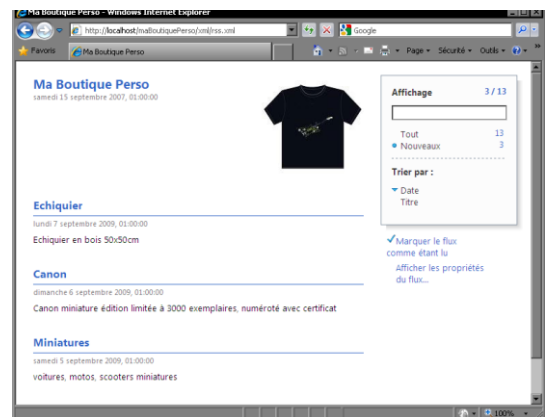 Ma Boutique Perso - Windows Internet Explorer
http://localhost/maBoutiquePerso/xml/rss.xml
Google
Favoris
Ma Boutique Perso
Page
Sécurité
Outils
Ma Boutique Perso
samedi 15 septembre 2007, 01:00:00
Echiquier
lundi 7 septembre 2009, 01:00:00
Echiquier en bois 50x50cm
Canon
dimanche 6 septembre 2009, 01:00:00
Canon miniature édition limitée à 3000 exemplaires, numéroté avec certificat
Miniatures
samedi 5 septembre 2009, 01:00:00
voitures, motos, scooters miniatures
Affichage 3 / 13
Tout 13
Nouveaux 3
Trier par :
Date
Titre
Marquer le flux
comme étant lu
Afficher les propriétés
du flux...
100%